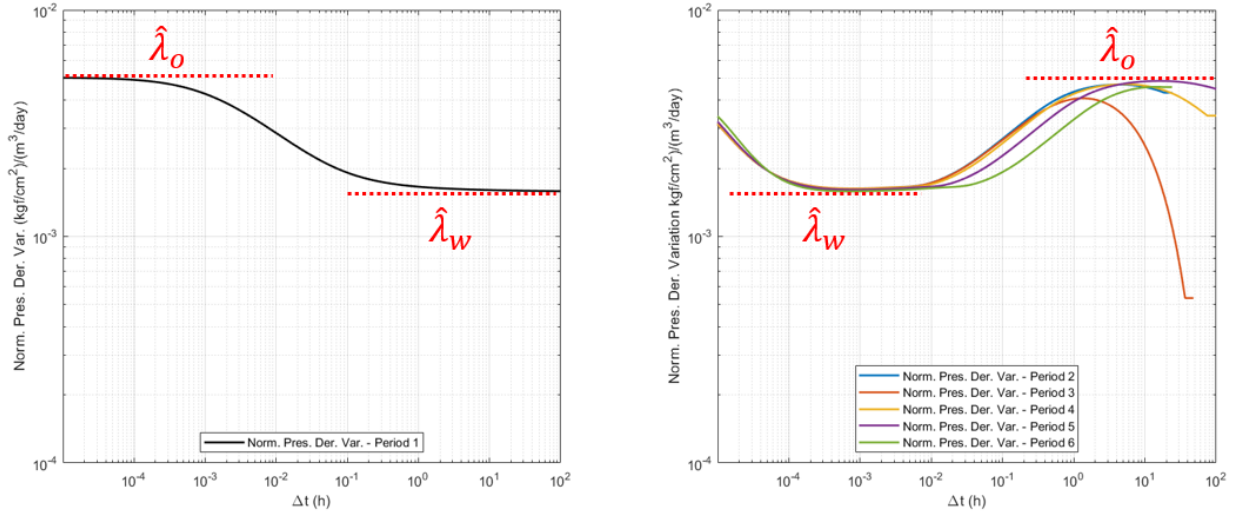 10⁻²
λ̂ₒ
10⁻³
λ̂_w
Norm. Pres. Der. Var. (kgf/cm²)/(m³/day)
Norm. Pres. Der. Var. - Period 1
10⁻⁴
10⁻⁴ 10⁻³ 10⁻² 10⁻¹ 10⁰ 10¹ 10²
Δt (h)
10⁻²
λ̂ₒ
10⁻³
λ̂_w
Norm. Pres. Der. Variation kgf/cm²)/(m³/day)
Norm. Pres. Der. Var. - Period 2
Norm. Pres. Der. Var. - Period 3
Norm. Pres. Der. Var. - Period 4
Norm. Pres. Der. Var. - Period 5
Norm. Pres. Der. Var. - Period 6
10⁻⁴
10⁻⁴ 10⁻³ 10⁻² 10⁻¹ 10⁰ 10¹ 10²
Δt (h)